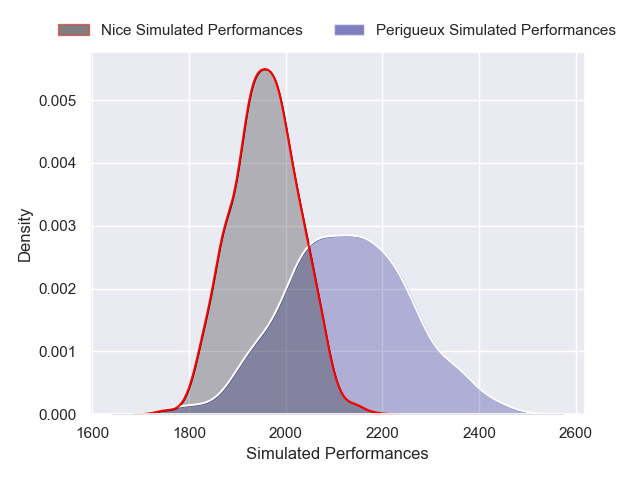 Nice Simulated Performances
Perigueux Simulated Performances
0.005
0.004
0.003
0.002
0.001
0.000
Density
1600 1800 2000 2200 2400 2600
Simulated Performances